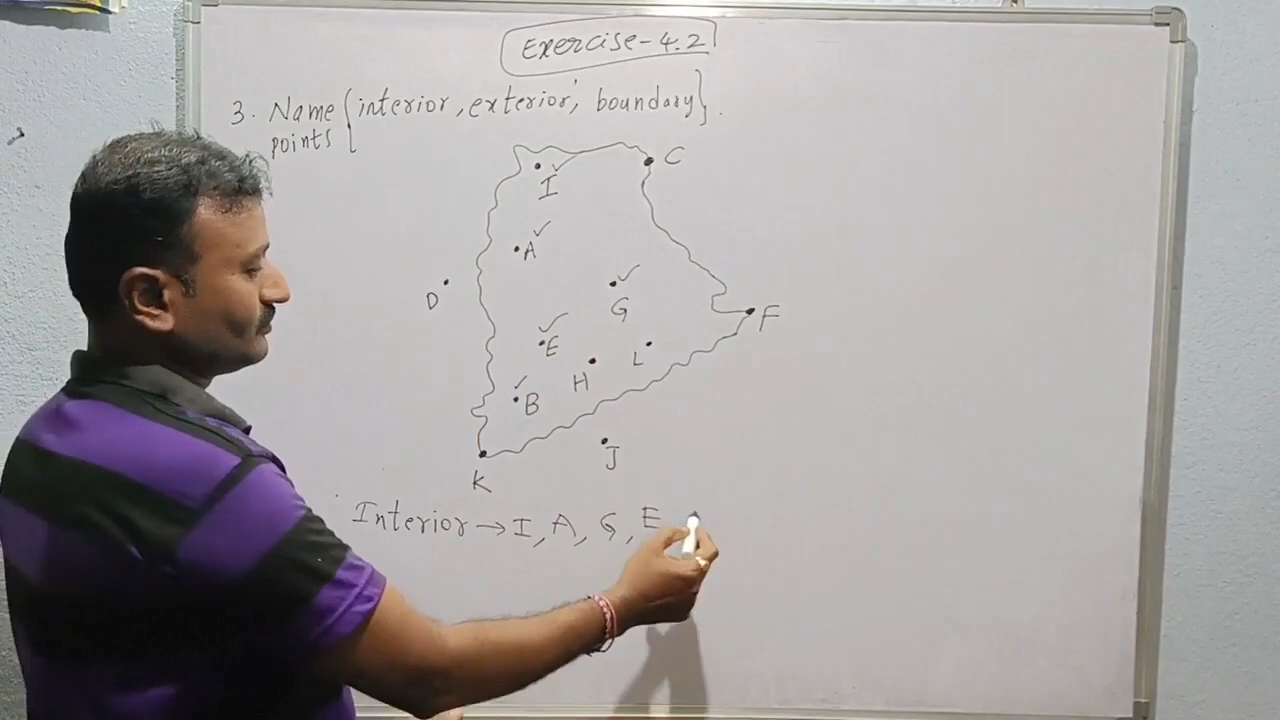 Exercise-4.2
3. Name {interior, exterior, boundary}.
points
C
I
A
D
G
F
E
L
H
B
J
K
Interior → I, A, G, E